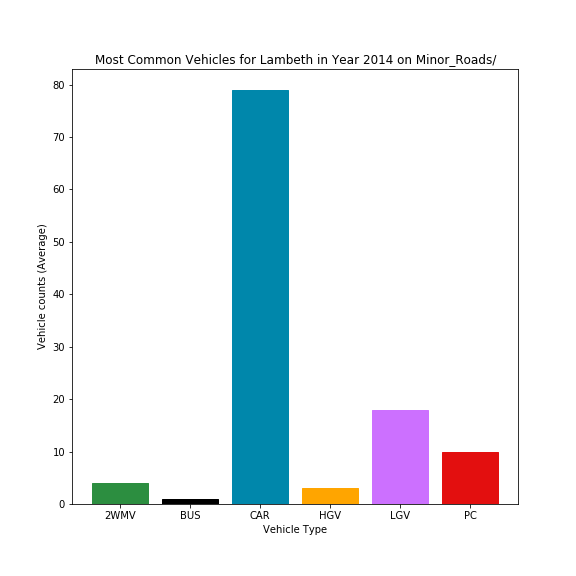 Most Common Vehicles for Lambeth in Year 2014 on Minor_Roads/
80
70
60
50
40
30
20
10
0
Vehicle counts (Average)
2WMV BUS CAR HGV LGV PC
Vehicle Type